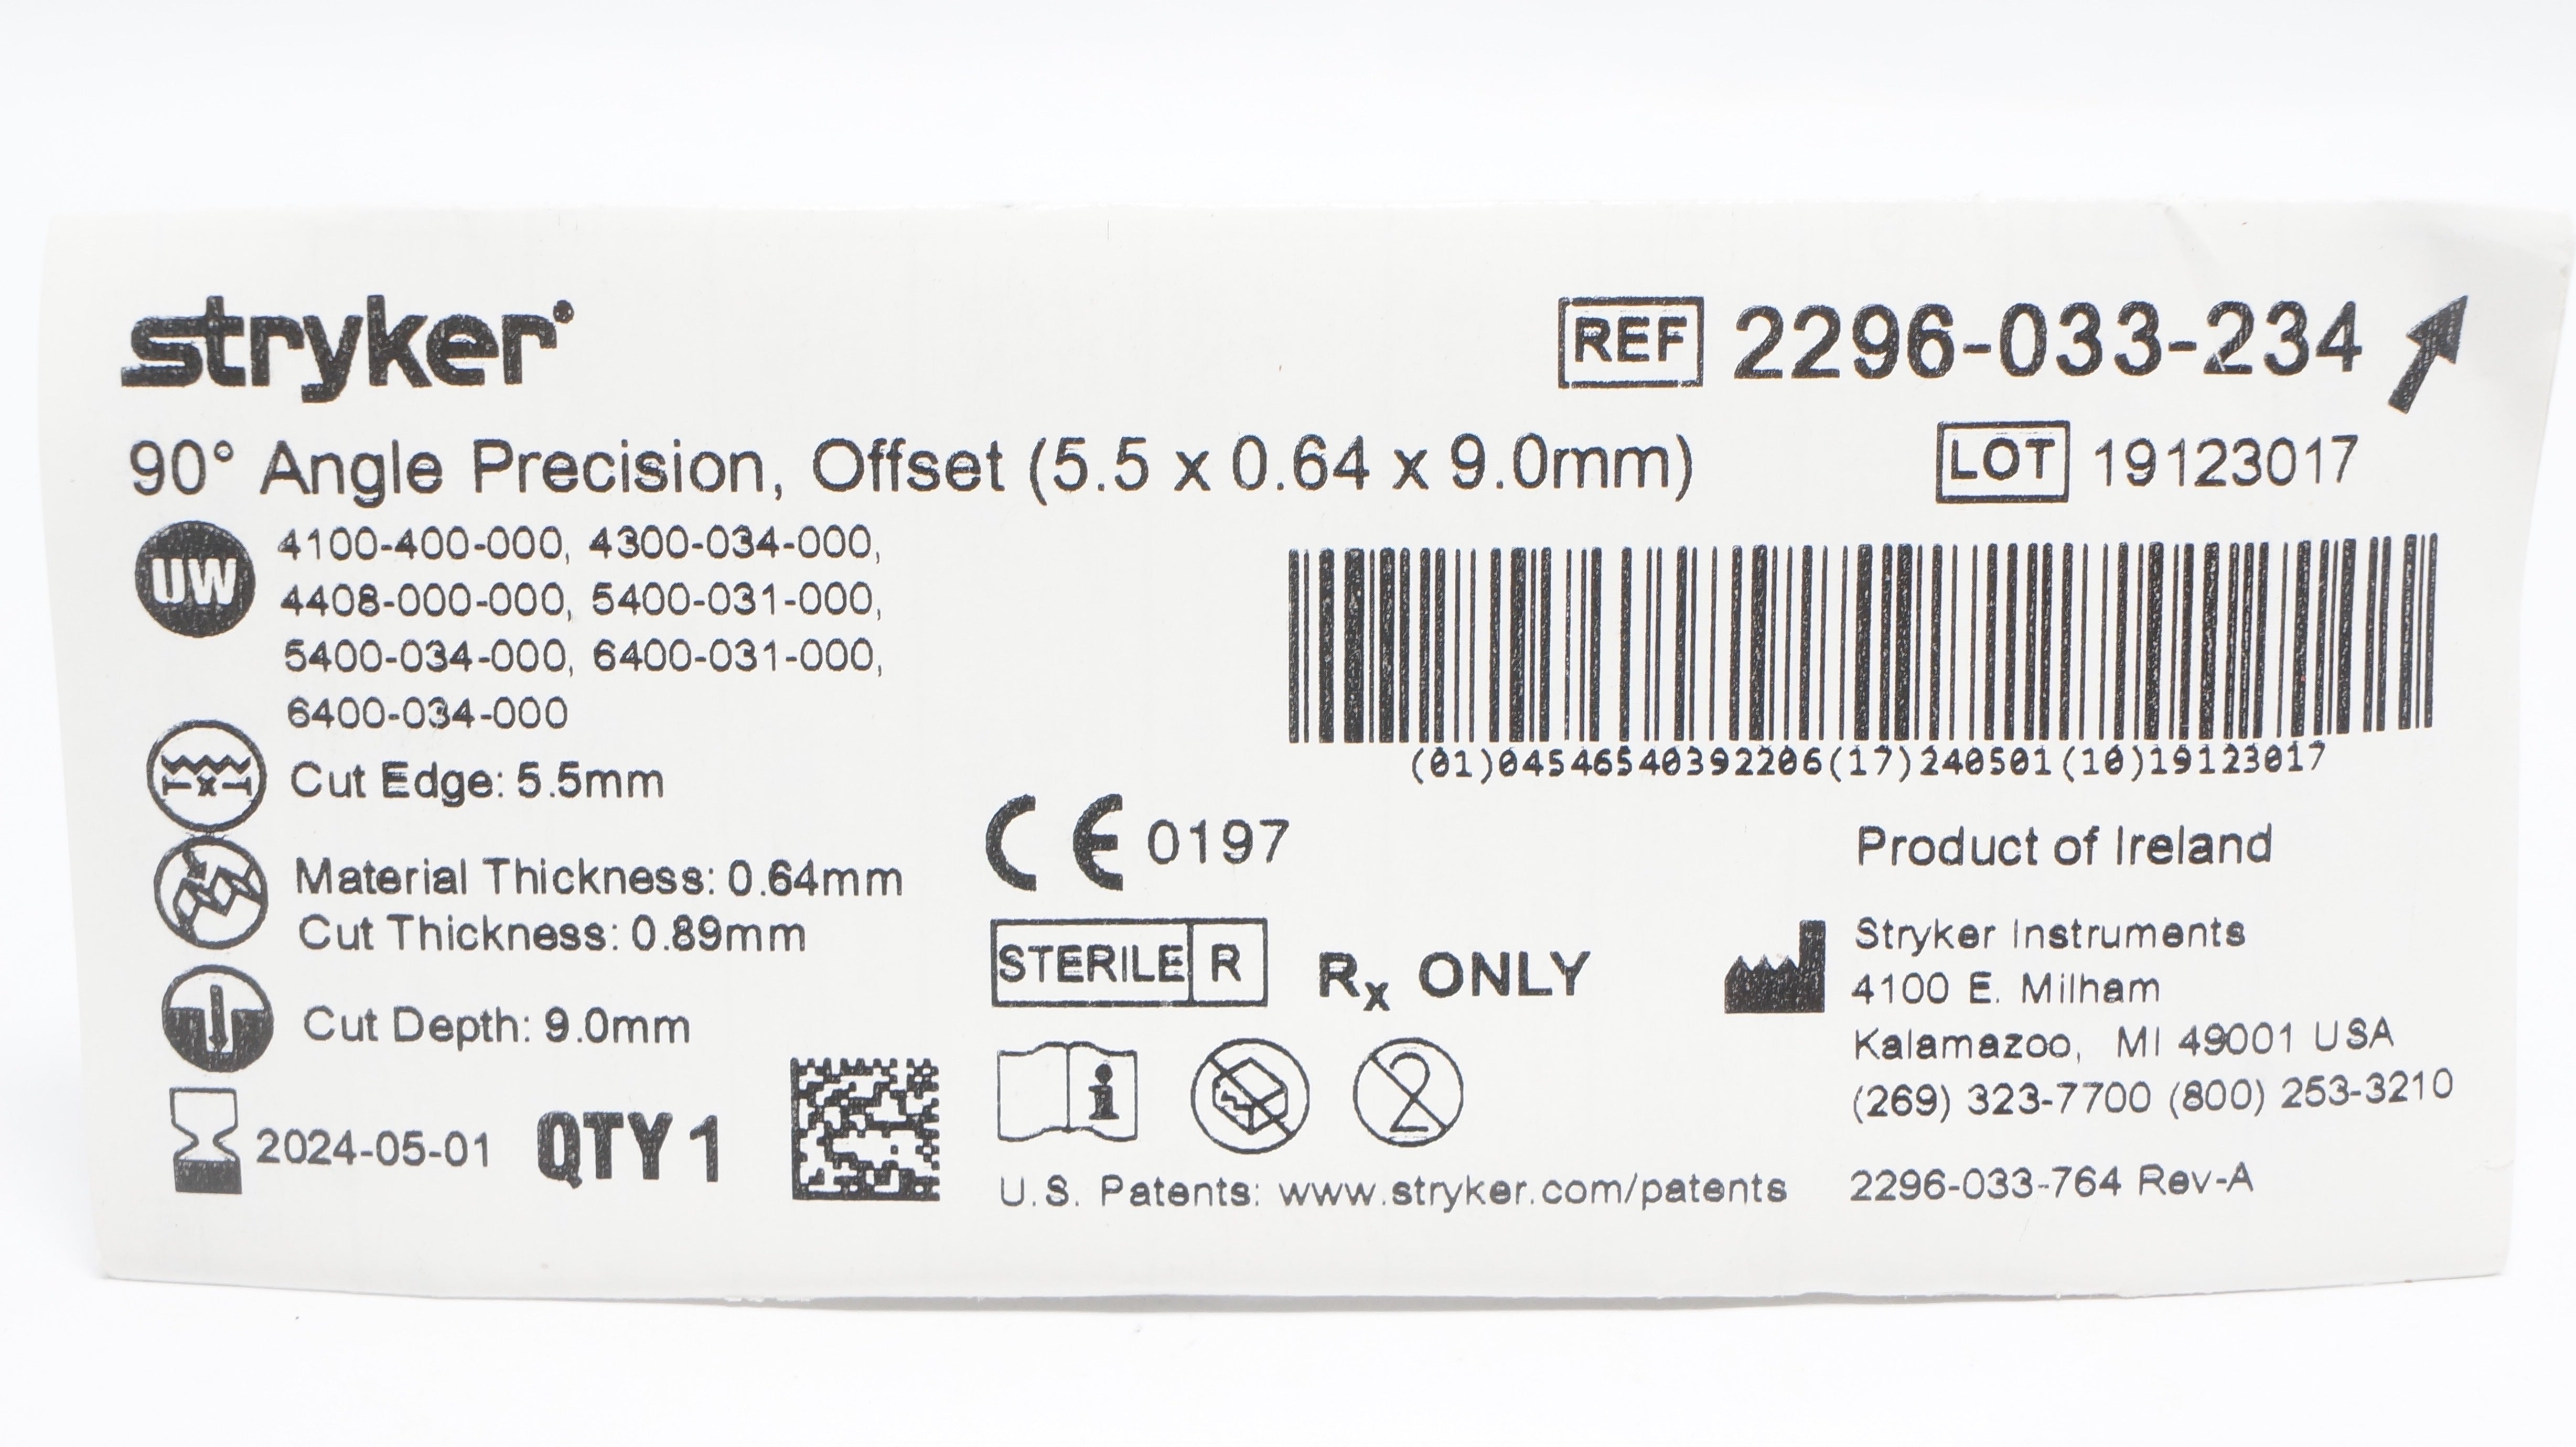 stryker
REF 2296-033-234
90° Angle Precision, Offset (5.5 x 0.64 x 9.0mm)
LOT 19123017
UW
4100-400-000, 4300-034-000,
4408-000-000, 5400-031-000,
5400-034-000, 6400-031-000,
6400-034-000
(01)04546540392206(17)240501(10)19123017
x
Cut Edge: 5.5mm
Material Thickness: 0.64mm
Cut Thickness: 0.89mm
Cut Depth: 9.0mm
2024-05-01 QTY 1
CE 0197
STERILE R
Rx ONLY
i
2
U.S. Patents: www.stryker.com/patents
Product of Ireland
Stryker Instruments
4100 E. Milham
Kalamazoo, MI 49001 USA
(269) 323-7700 (800) 253-3210
2296-033-764 Rev-A